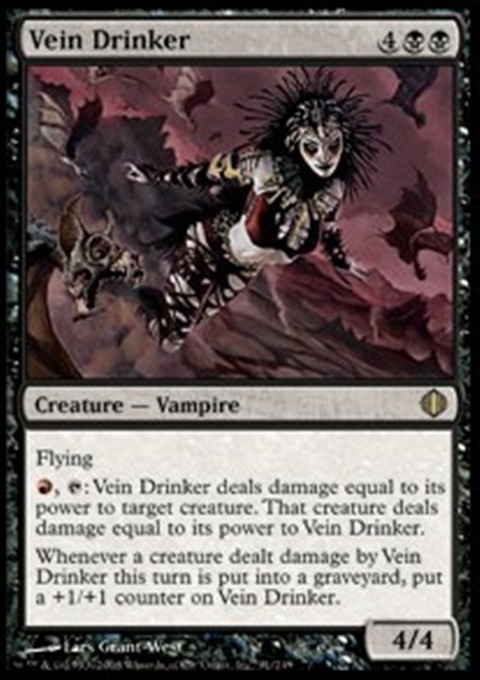 Vein Drinker 4
Creature — Vampire
Flying
, : Vein Drinker deals damage equal to its
power to target creature. That creature deals
damage equal to its power to Vein Drinker.
Whenever a creature dealt damage by Vein
Drinker this turn is put into a graveyard, put
a +1/+1 counter on Vein Drinker.
Lars Grant-West
4/4